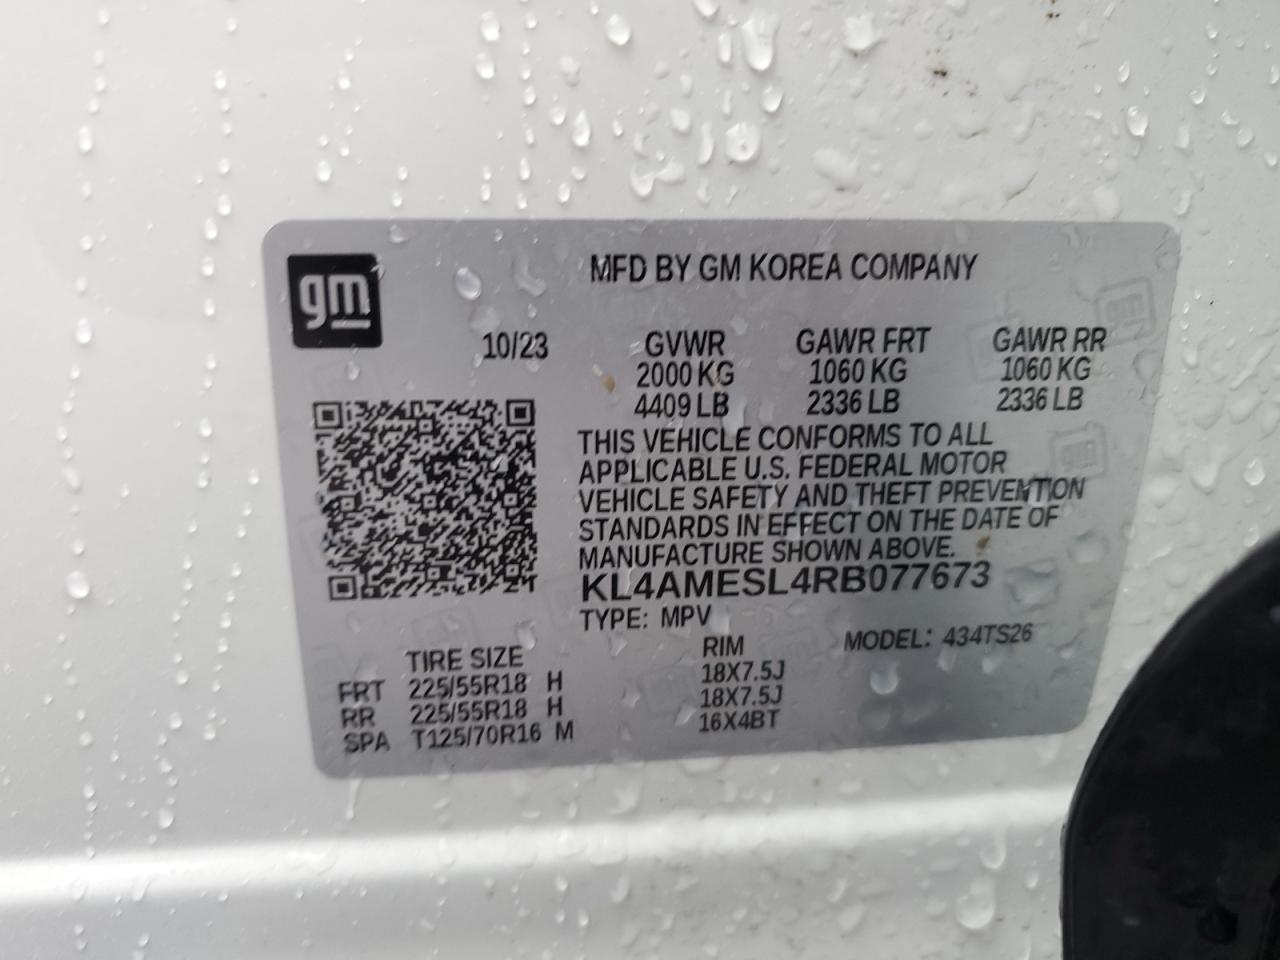 gm
MFD BY GM KOREA COMPANY
10/23 GVWR GAWR FRT GAWR RR
2000 KG 1060 KG 1060 KG
4409 LB 2336 LB 2336 LB
THIS VEHICLE CONFORMS TO ALL
APPLICABLE U.S. FEDERAL MOTOR
VEHICLE SAFETY AND THEFT PREVENTION
STANDARDS IN EFFECT ON THE DATE OF
MANUFACTURE SHOWN ABOVE.
KL4AMESL4RB077673
TYPE: MPV MODEL: 434TS26
TIRE SIZE RIM
FRT 225/55R18 H 18X7.5J
RR 225/55R18 H 18X7.5J
SPA T125/70R16 M 16X4BT